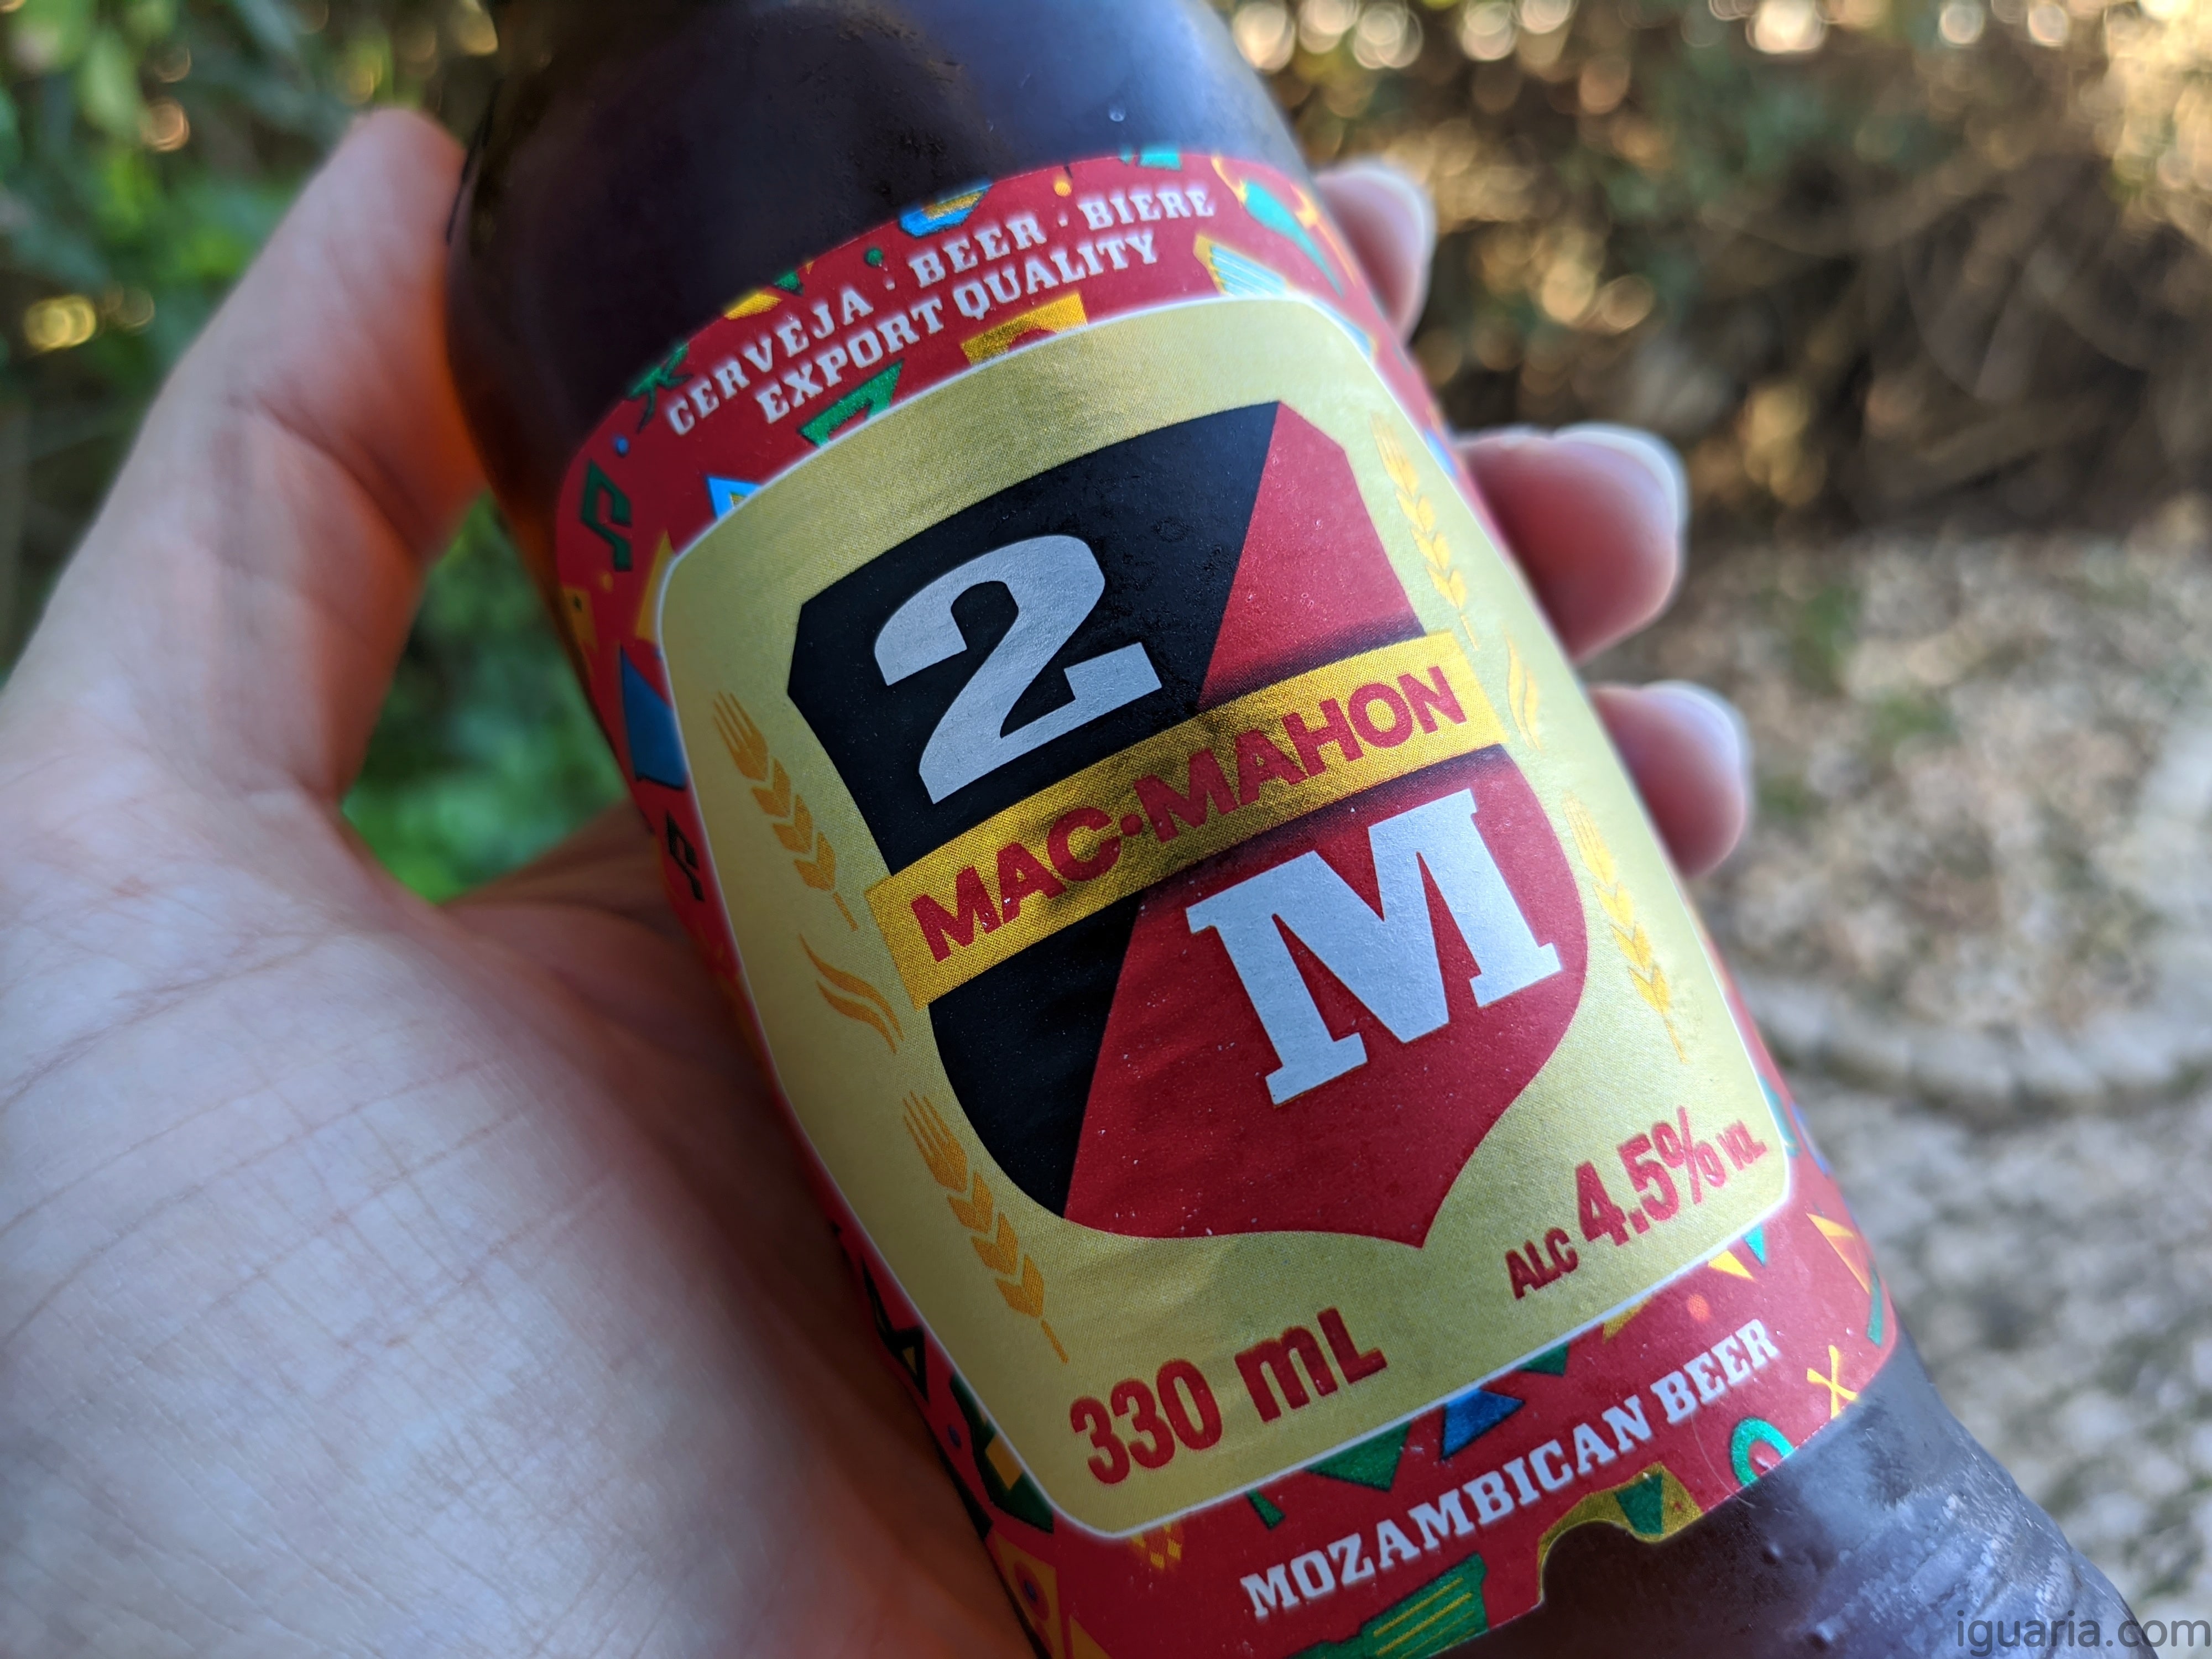 CERVEJA · BEER · BIERE
EXPORT QUALITY
2
MAC·MAHON
M
ALC 4.5% VOL
330 mL
MOZAMBICAN BEER
iguaria.com